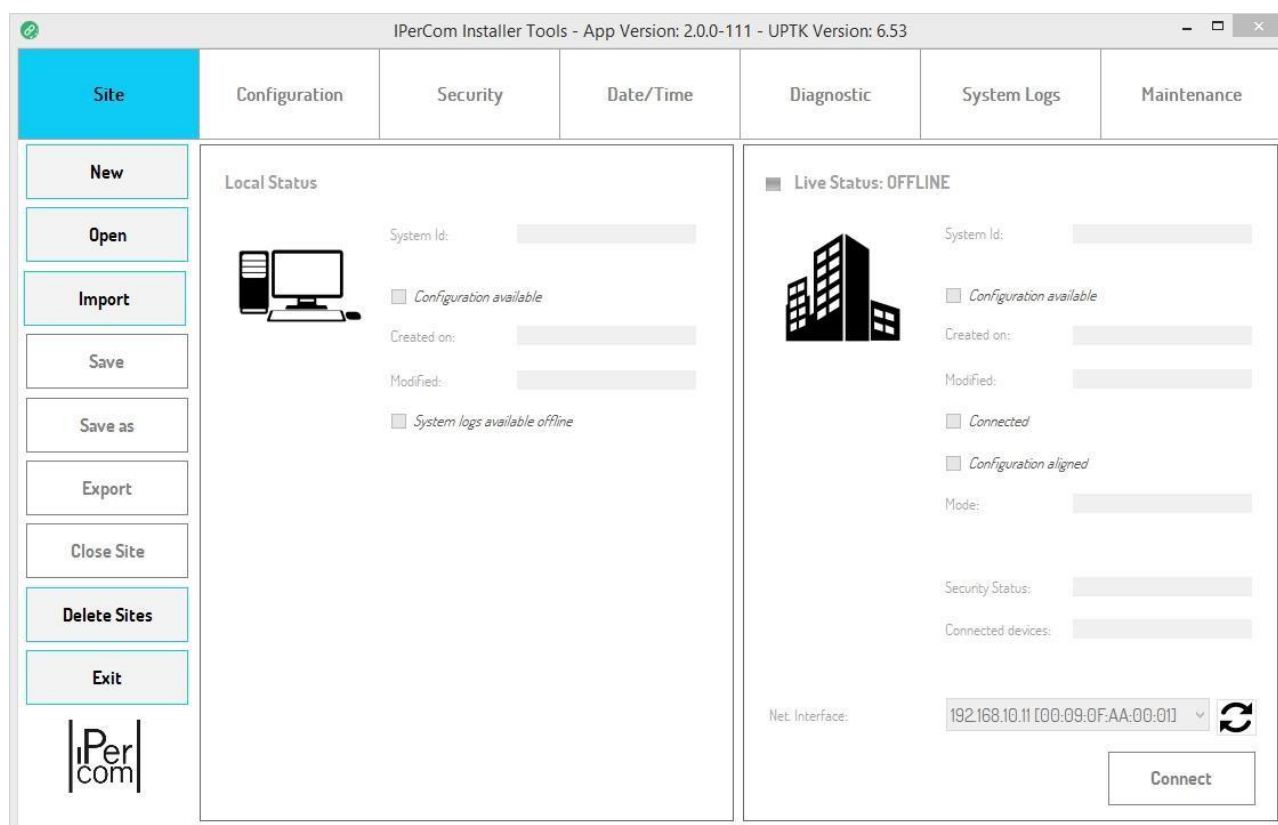 IPerCom Installer Tools - App Version: 2.0.0-111 - UPTK Version: 6.53
Site Configuration Security Date/Time Diagnostic System Logs Maintenance
New
Open
Import
Save
Save as
Export
Close Site
Delete Sites
Exit
IPer
com
Local Status
System Id:
Configuration available
Created on:
Modified:
System logs available offline
Live Status: OFFLINE
System Id:
Configuration available
Created on:
Modified:
Connected
Configuration aligned
Mode:
Security Status:
Connected devices:
Net. Interface: 192.168.10.11 [00:09:0F:AA:00:01]
Connect